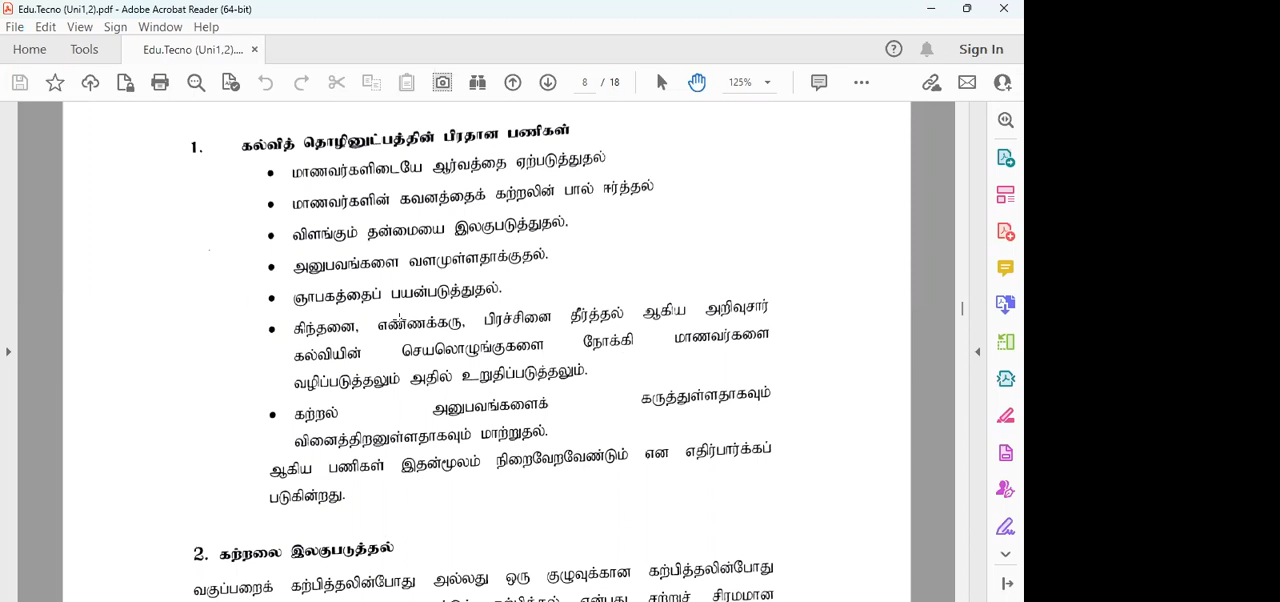 Edu.Tecno (Uni1,2).pdf - Adobe Acrobat Reader (64-bit)
File Edit View Sign Window Help
Home Tools Edu.Tecno (Uni1,2).... × Sign In
8 / 18 125%
1. கல்வித் தொழினுட்பத்தின் பிரதான பணிகள்
• மாணவர்களிடையே ஆர்வத்தை ஏற்படுத்துதல்
• மாணவர்களின் கவனத்தைக் கற்றலின் பால் ஈர்த்தல்
• விளங்கும் தன்மையை இலகுபடுத்துதல்.
• அனுபவங்களை வளமுள்ளதாக்குதல்.
• ஞாபகத்தைப் பயன்படுத்துதல்.
• சிந்தனை, எண்ணக்கரு, பிரச்சினை தீர்த்தல் ஆகிய அறிவுசார்
கல்வியின் செயலொழுங்குகளை நோக்கி மாணவர்களை
வழிப்படுத்தலும் அதில் உறுதிப்படுத்தலும்.
• கற்றல் அனுபவங்களைக் கருத்துள்ளதாகவும்
வினைத்திறனுள்ளதாகவும் மாற்றுதல்.
ஆகிய பணிகள் இதன்மூலம் நிறைவேறவேண்டும் என எதிர்பார்க்கப்
படுகின்றது.
2. கற்றலை இலகுபடுத்தல்
வகுப்பறைக் கற்பித்தலின்போது அல்லது ஒரு குழுவுக்கான கற்பித்தலின்போது
கற்பித்தல் என்பது சற்றுச் சிரமமான